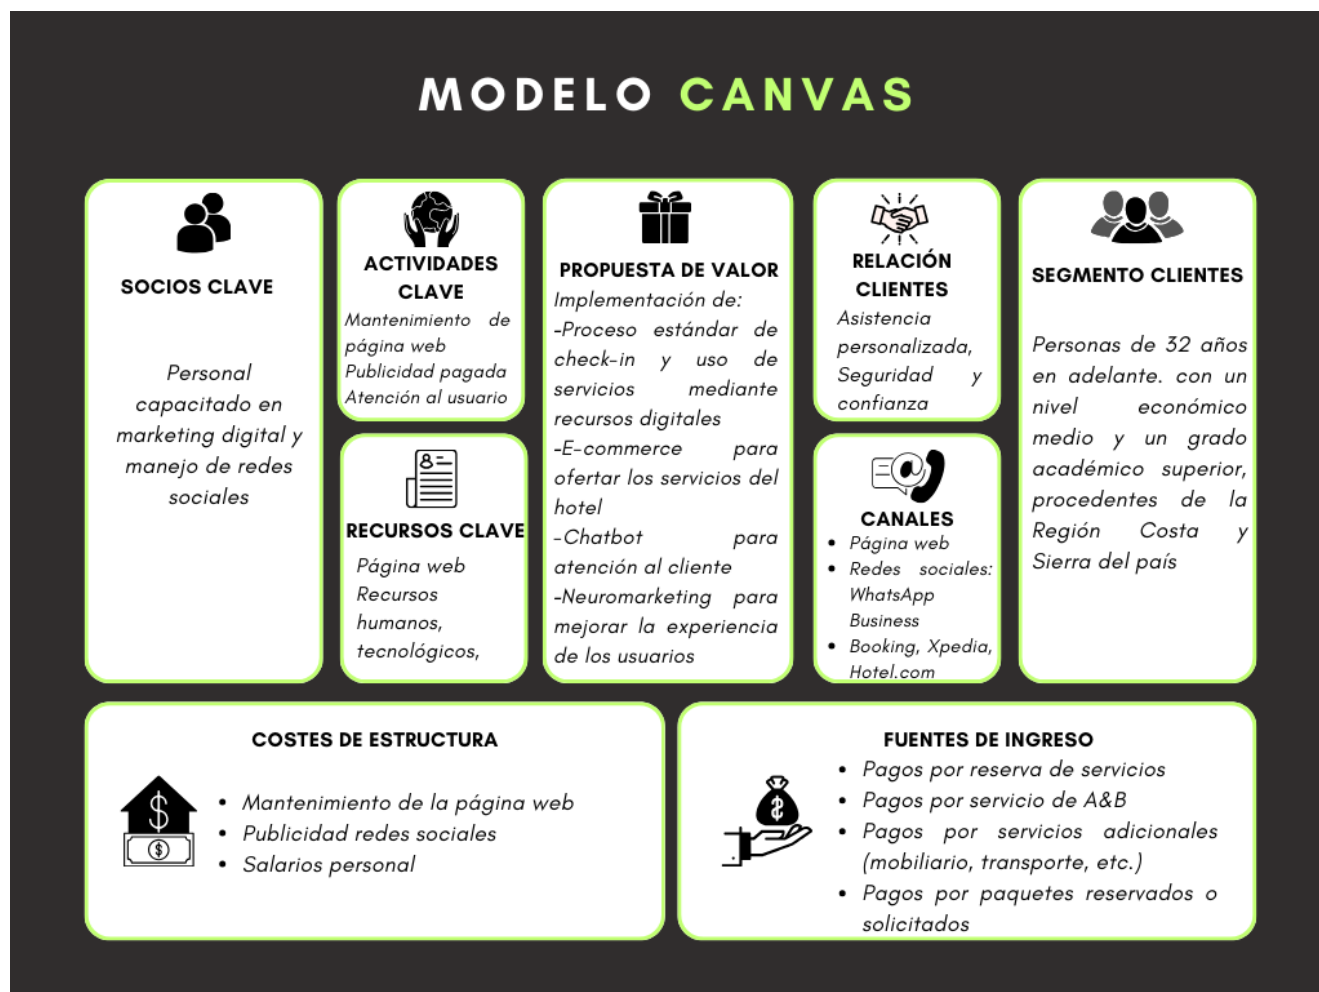 MODELO CANVAS
SOCIOS CLAVE
Personal
capacitado en
marketing digital y
manejo de redes
sociales
ACTIVIDADES
CLAVE
Mantenimiento de
página web
Publicidad pagada
Atención al usuario
RECURSOS CLAVE
Página web
Recursos
humanos,
tecnológicos,
PROPUESTA DE VALOR
Implementación de:
-Proceso estándar de
check-in y uso de
servicios mediante
recursos digitales
-E-commerce para
ofertar los servicios del
hotel
-Chatbot para
atención al cliente
-Neuromarketing para
mejorar la experiencia
de los usuarios
RELACIÓN
CLIENTES
Asistencia
personalizada,
Seguridad y
confianza
CANALES
• Página web
• Redes sociales:
WhatsApp
Business
• Booking, Xpedia,
Hotel.com
SEGMENTO CLIENTES
Personas de 32 años
en adelante. con un
nivel económico
medio y un grado
académico superior,
procedentes de la
Región Costa y
Sierra del país
COSTES DE ESTRUCTURA
• Mantenimiento de la página web
• Publicidad redes sociales
• Salarios personal
FUENTES DE INGRESO
• Pagos por reserva de servicios
• Pagos por servicio de A&B
• Pagos por servicios adicionales
(mobiliario, transporte, etc.)
• Pagos por paquetes reservados o
solicitados